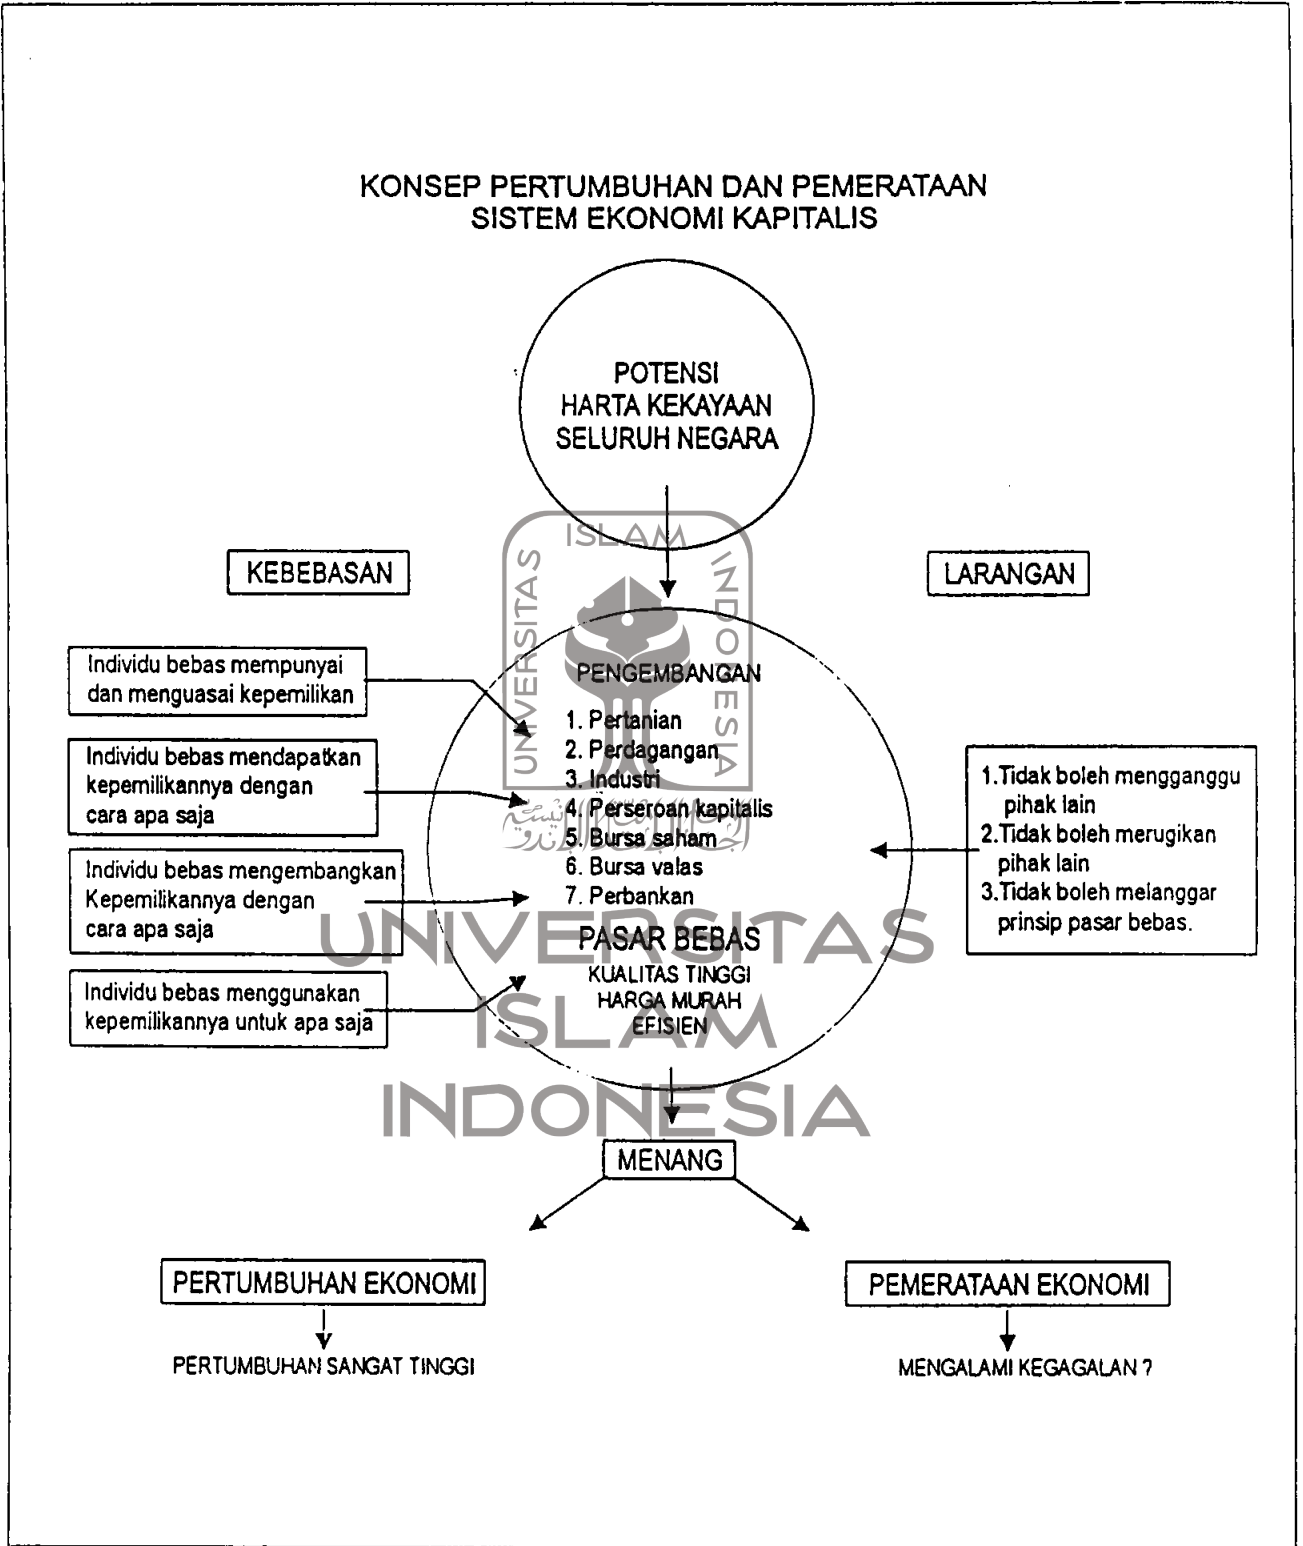 KONSEP PERTUMBUHAN DAN PEMERATAAN
SISTEM EKONOMI KAPITALIS
POTENSI
HARTA KEKAYAAN
SELURUH NEGARA
KEBEBASAN
LARANGAN
Individu bebas mempunyai
dan menguasai kepemilikan
Individu bebas mendapatkan
kepemilikannya dengan
cara apa saja
Individu bebas mengembangkan
Kepemilikannya dengan
cara apa saja
Individu bebas menggunakan
kepemilikannya untuk apa saja
PENGEMBANGAN
1. Pertanian
2. Perdagangan
3. Industri
4. Perseroan kapitalis
5. Bursa saham
6. Bursa valas
7. Perbankan
PASAR BEBAS
KUALITAS TINGGI
HARGA MURAH
EFISIEN
1.Tidak boleh mengganggu
pihak lain
2.Tidak boleh merugikan
pihak lain
3.Tidak boleh melanggar
prinsip pasar bebas.
MENANG
PERTUMBUHAN EKONOMI
PEMERATAAN EKONOMI
PERTUMBUHAN SANGAT TINGGI
MENGALAMI KEGAGALAN ?
UNIVERSITAS
ISLAM
INDONESIA
UNIVERSITAS
ISLAM
INDONESIA